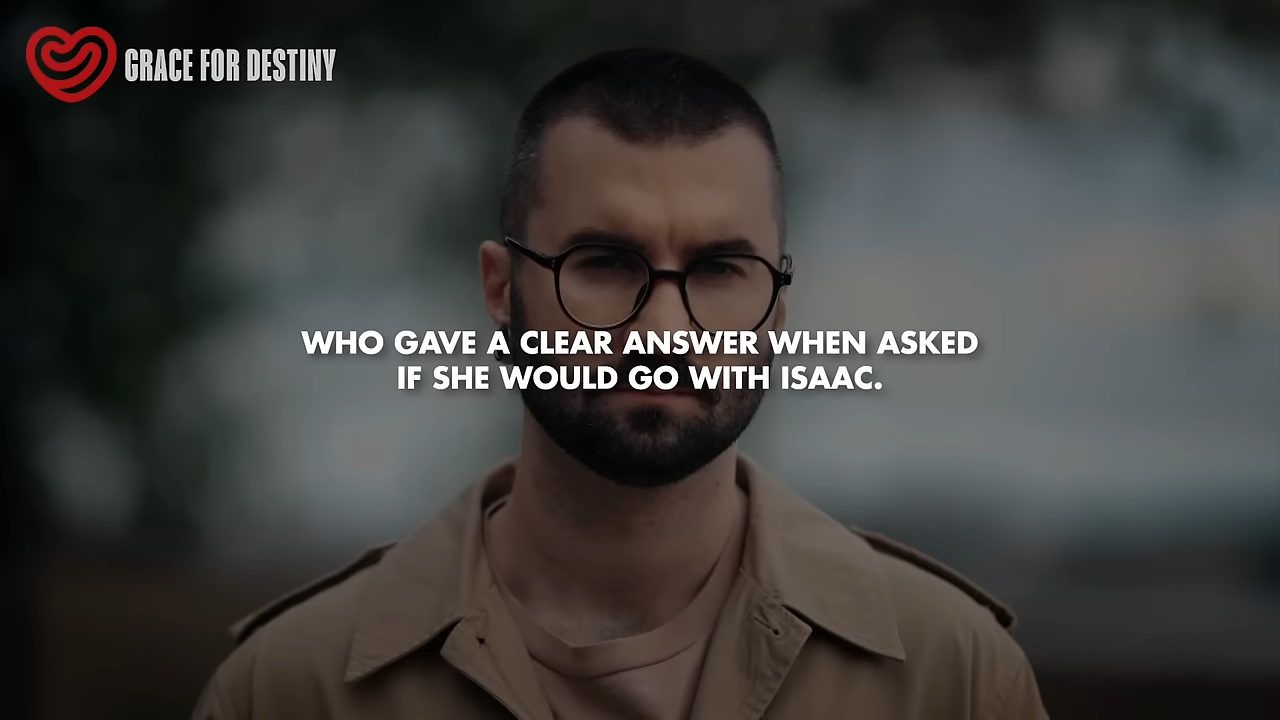 GRACE FOR DESTINY
WHO GAVE A CLEAR ANSWER WHEN ASKED
IF SHE WOULD GO WITH ISAAC.